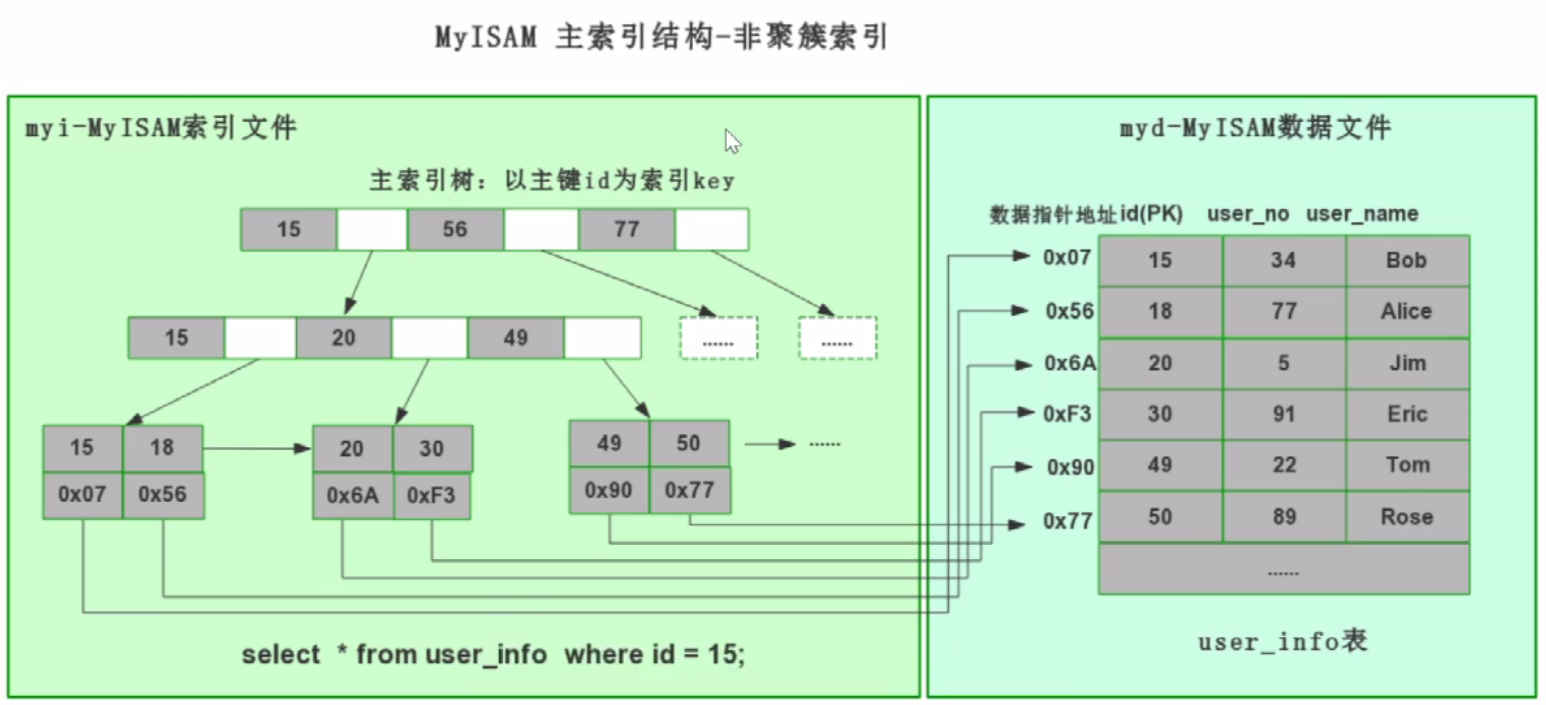 MyISAM 主索引结构-非聚簇索引
myi-MyISAM索引文件
主索引树: 以主键id为索引key
15 56 77
15 20 49 ...... ......
15 18 20 30 49 50 ......
0x07 0x56 0x6A 0xF3 0x90 0x77
select * from user_info where id = 15;
myd-MyISAM数据文件
数据指针地址 id(PK) user_no user_name
0x07 15 34 Bob
0x56 18 77 Alice
0x6A 20 5 Jim
0xF3 30 91 Eric
0x90 49 22 Tom
0x77 50 89 Rose
......
user_info表